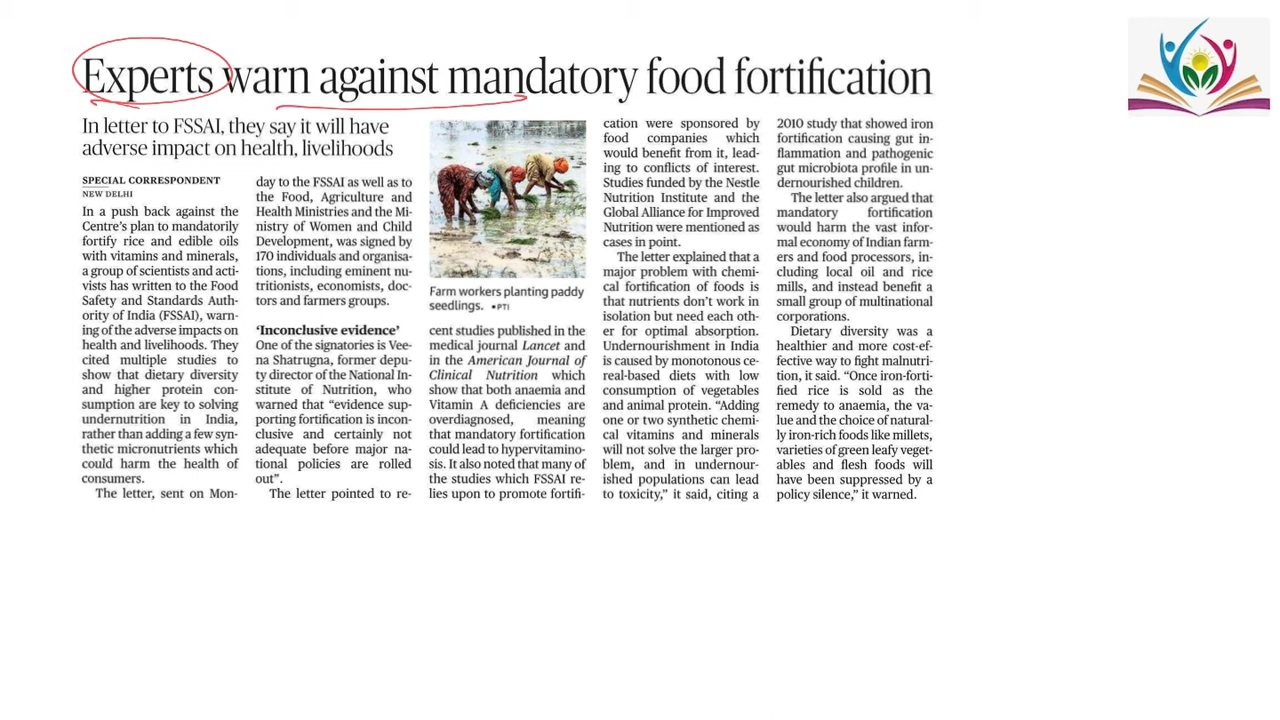 Experts warn against mandatory food fortification
In letter to FSSAI, they say it will have
adverse impact on health, livelihoods
SPECIAL CORRESPONDENT
NEW DELHI
In a push back against the
Centre's plan to mandatorily
fortify rice and edible oils
with vitamins and minerals,
a group of scientists and acti-
vists has written to the Food
Safety and Standards Auth-
ority of India (FSSAI), warn-
ing of the adverse impacts on
health and livelihoods. They
cited multiple studies to
show that dietary diversity
and higher protein con-
sumption are key to solving
undernutrition in India,
rather than adding a few syn-
thetic micronutrients which
could harm the health of
consumers.
The letter, sent on Mon-
day to the FSSAI as well as to
the Food, Agriculture and
Health Ministries and the Mi-
nistry of Women and Child
Development, was signed by
170 individuals and organisa-
tions, including eminent nu-
tritionists, economists, doc-
tors and farmers groups.
'Inconclusive evidence'
One of the signatories is Vee-
na Shatrugna, former depu-
ty director of the National In-
stitute of Nutrition, who
warned that “evidence sup-
porting fortification is incon-
clusive and certainly not
adequate before major na-
tional policies are rolled
out”.
The letter pointed to re-
Farm workers planting paddy
seedlings. •PTI
cent studies published in the
medical journal Lancet and
in the American Journal of
Clinical Nutrition which
show that both anaemia and
Vitamin A deficiencies are
overdiagnosed, meaning
that mandatory fortification
could lead to hypervitamino-
sis. It also noted that many of
the studies which FSSAI re-
lies upon to promote fortifi-
cation were sponsored by
food companies which
would benefit from it, lead-
ing to conflicts of interest.
Studies funded by the Nestle
Nutrition Institute and the
Global Alliance for Improved
Nutrition were mentioned as
cases in point.
The letter explained that a
major problem with chemi-
cal fortification of foods is
that nutrients don't work in
isolation but need each oth-
er for optimal absorption.
Undernourishment in India
is caused by monotonous ce-
real-based diets with low
consumption of vegetables
and animal protein. “Adding
one or two synthetic chemi-
cal vitamins and minerals
will not solve the larger pro-
blem, and in undernour-
ished populations can lead
to toxicity,” it said, citing a
2010 study that showed iron
fortification causing gut in-
flammation and pathogenic
gut microbiota profile in un-
dernourished children.
The letter also argued that
mandatory fortification
would harm the vast infor-
mal economy of Indian farm-
ers and food processors, in-
cluding local oil and rice
mills, and instead benefit a
small group of multinational
corporations.
Dietary diversity was a
healthier and more cost-ef-
fective way to fight malnutri-
tion, it said. “Once iron-forti-
fied rice is sold as the
remedy to anaemia, the va-
lue and the choice of natural-
ly iron-rich foods like millets,
varieties of green leafy veget-
ables and flesh foods will
have been suppressed by a
policy silence,” it warned.